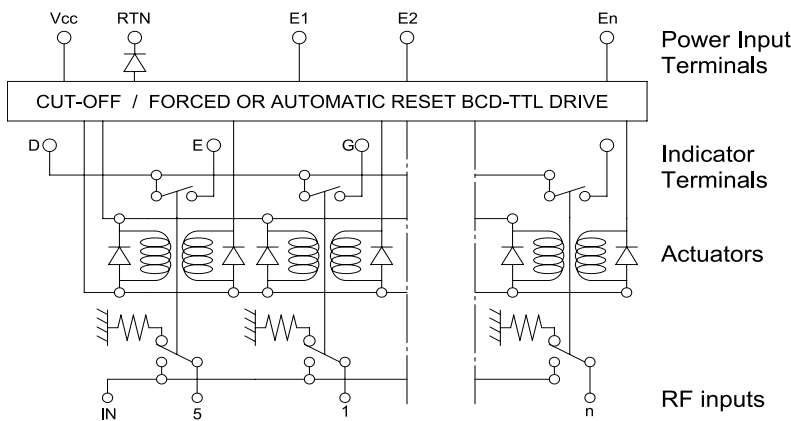 Vcc RTN E1 E2 En
Power Input
Terminals
CUT-OFF / FORCED OR AUTOMATIC RESET BCD-TTL DRIVE
D E G
Indicator
Terminals
Actuators
IN 5 1 n
RF inputs